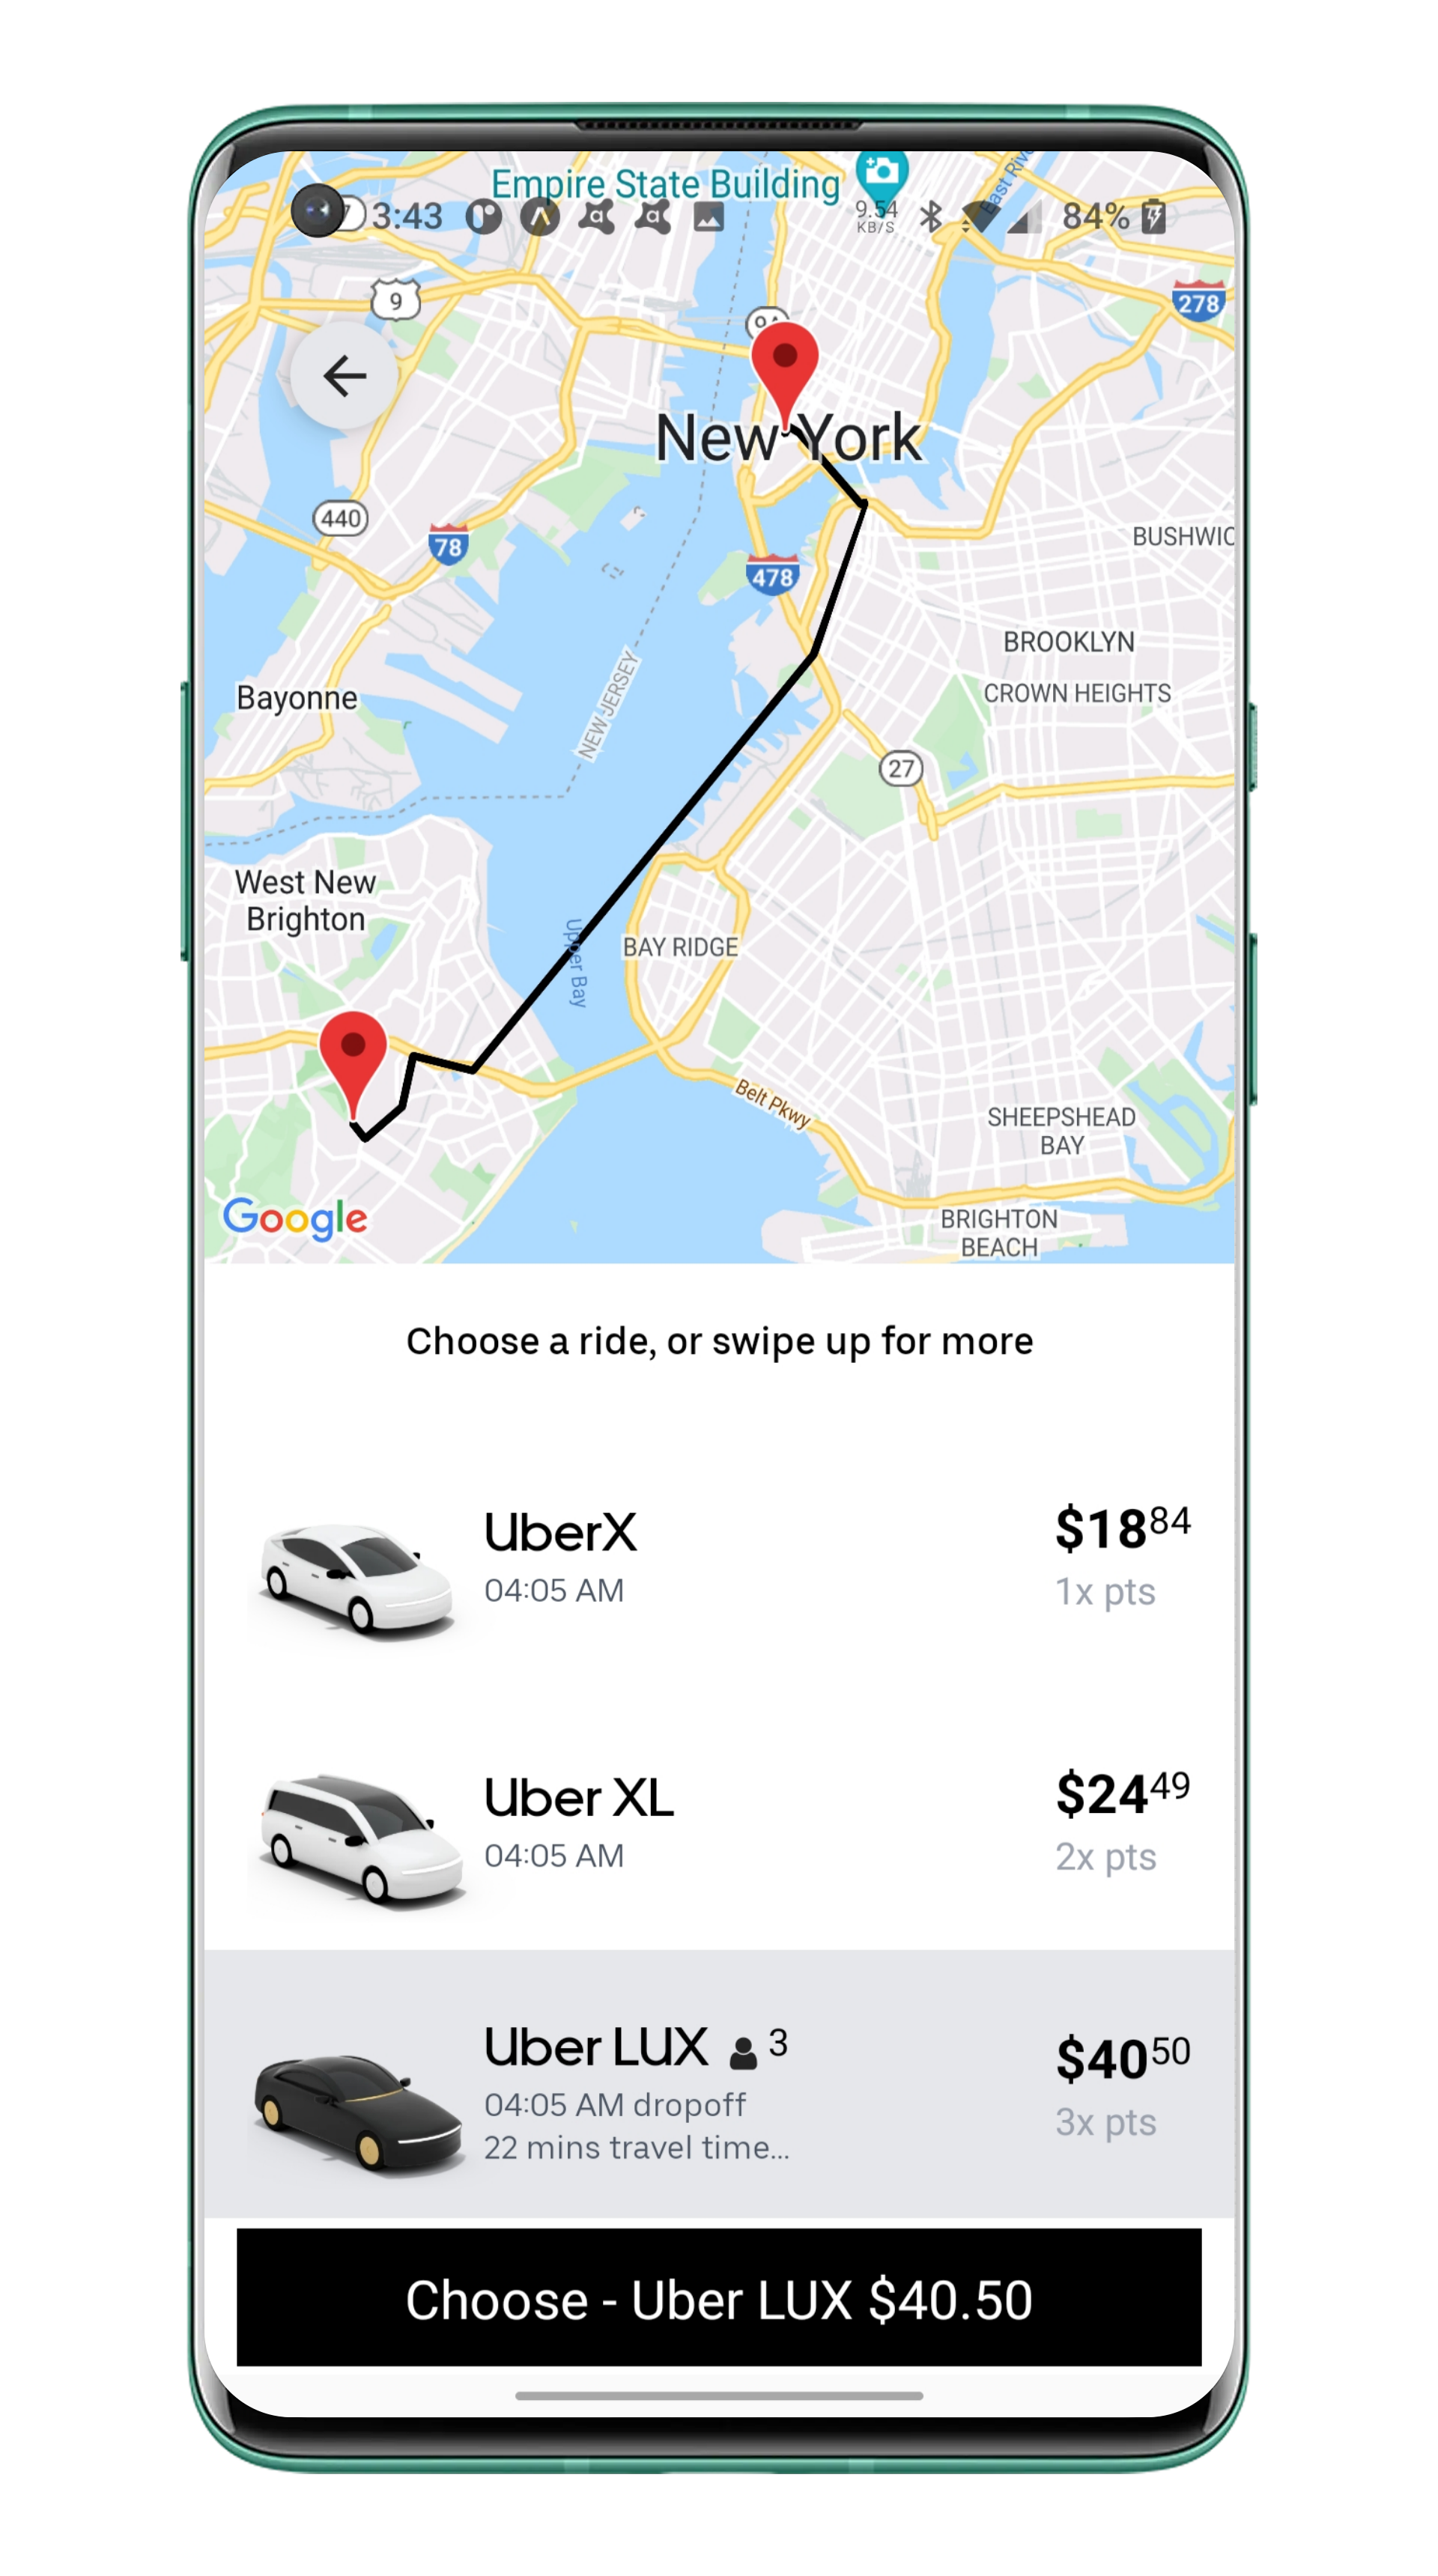 Empire State Building
East Riv
3:43
9.54
KB/S
84%
9
278
New York
440
78
478
BUSHWIC
BROOKLYN
CROWN HEIGHTS
NEW JERSEY
Bayonne
27
West New
Brighton
Upper Bay
BAY RIDGE
Belt Pkwy
SHEEPSHEAD
BAY
Google
BRIGHTON
BEACH
Choose a ride, or swipe up for more
UberX
$18 84
04:05 AM
1x pts
Uber XL
$24 49
04:05 AM
2x pts
Uber LUX 3
$40 50
04:05 AM dropoff
3x pts
22 mins travel time...
Choose - Uber LUX $40.50